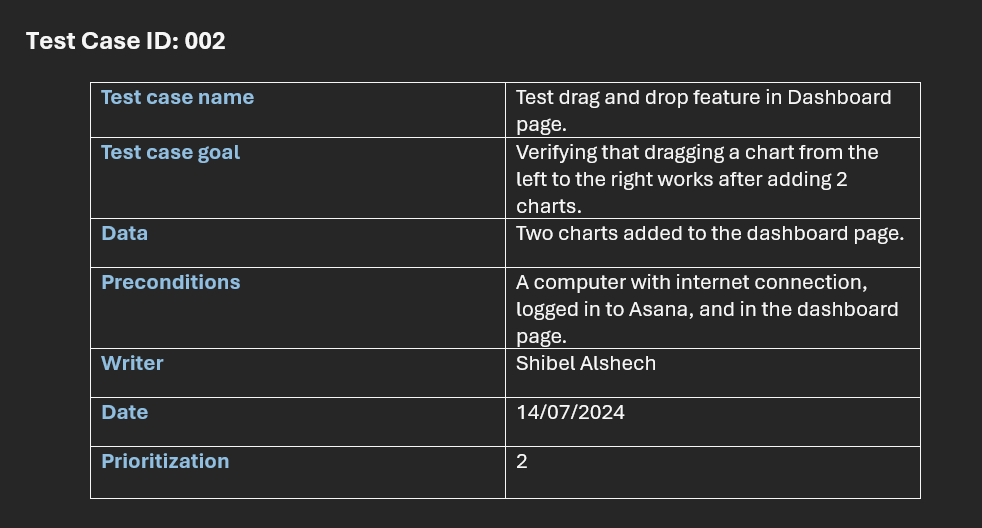 Test Case ID: 002
Test case name
Test drag and drop feature in Dashboard
page.
Test case goal
Verifying that dragging a chart from the
left to the right works after adding 2
charts.
Data
Two charts added to the dashboard page.
Preconditions
A computer with internet connection,
logged in to Asana, and in the dashboard
page.
Writer
Shibel Alshech
Date
14/07/2024
Prioritization
2